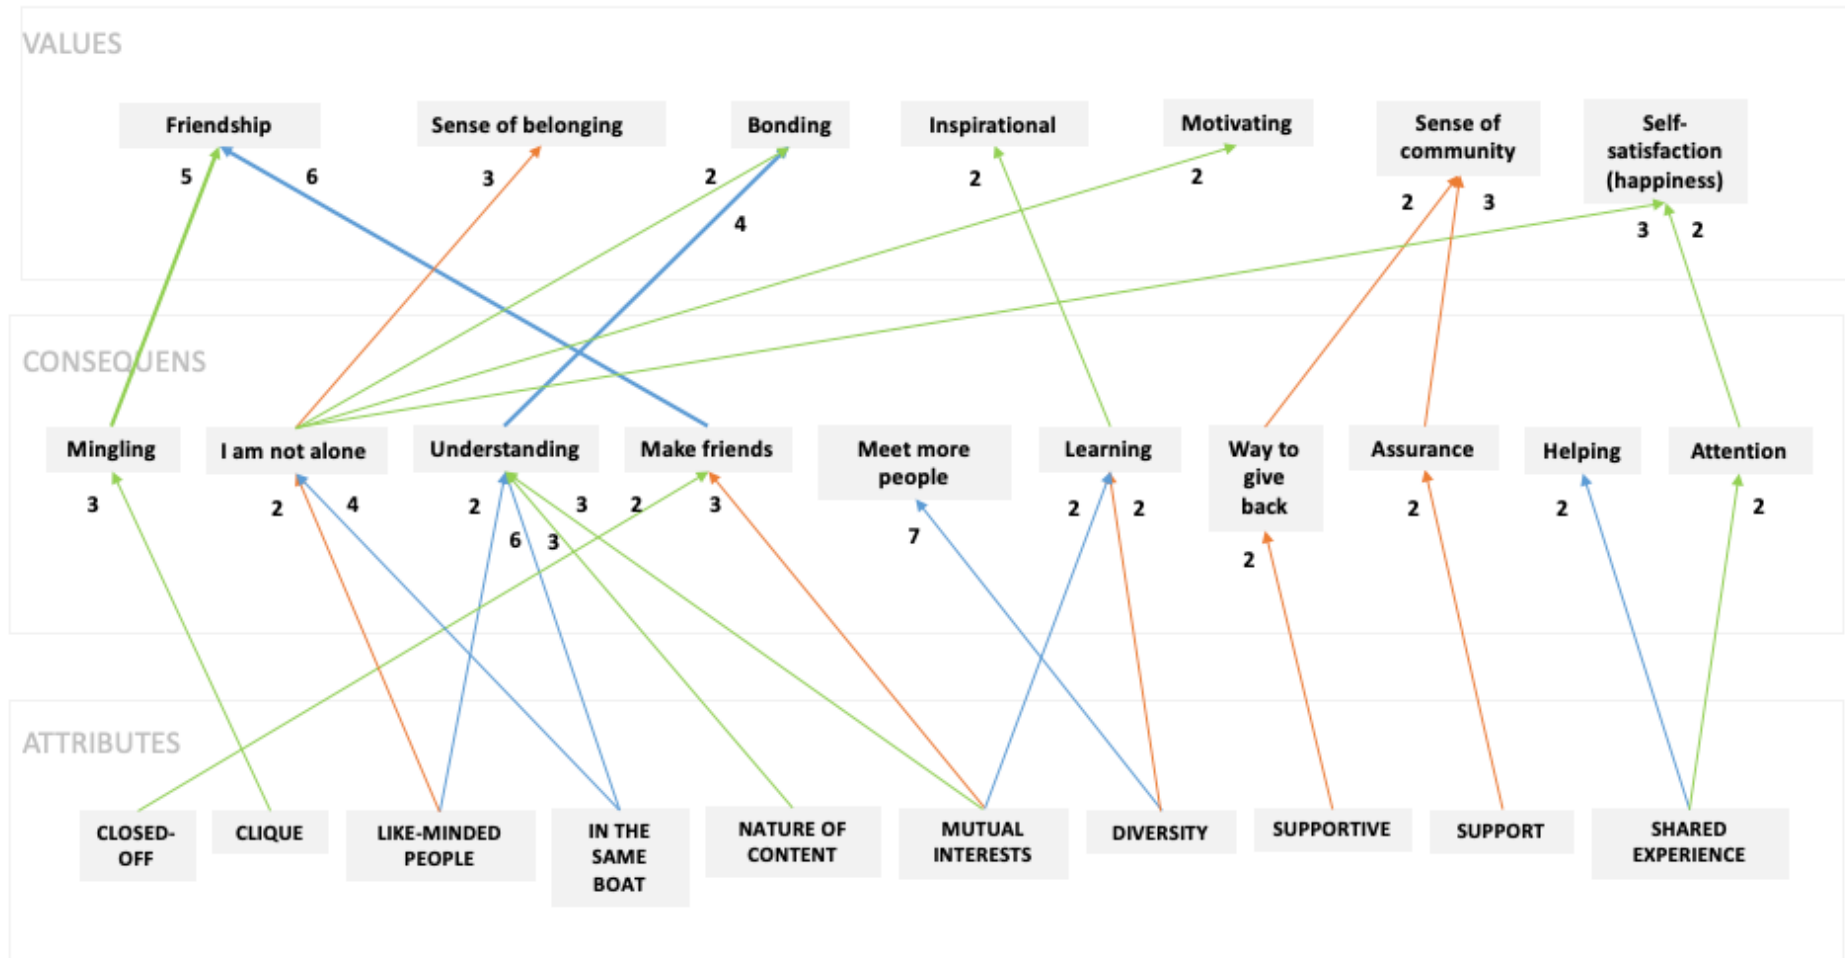 VALUES
Friendship
Sense of belonging
Bonding
Inspirational
Motivating
Sense of
community
Self-
satisfaction
(happiness)
5
6
3
2
4
2
2
2
3
3
2
CONSEQUENS
Mingling
I am not alone
Understanding
Make friends
Meet more
people
Learning
Way to
give
back
Assurance
Helping
Attention
3
2
4
2
6
3
3
2
3
7
2
2
2
2
2
2
ATTRIBUTES
CLOSED-
OFF
CLIQUE
LIKE-MINDED
PEOPLE
IN THE
SAME
BOAT
NATURE OF
CONTENT
MUTUAL
INTERESTS
DIVERSITY
SUPPORTIVE
SUPPORT
SHARED
EXPERIENCE